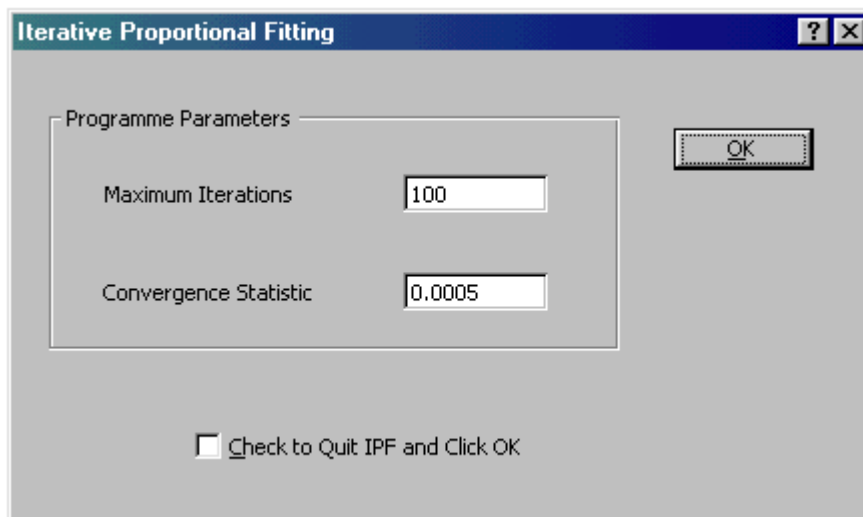 Iterative Proportional Fitting
Programme Parameters
OK
Maximum Iterations 100
Convergence Statistic 0.0005
Check to Quit IPF and Click OK